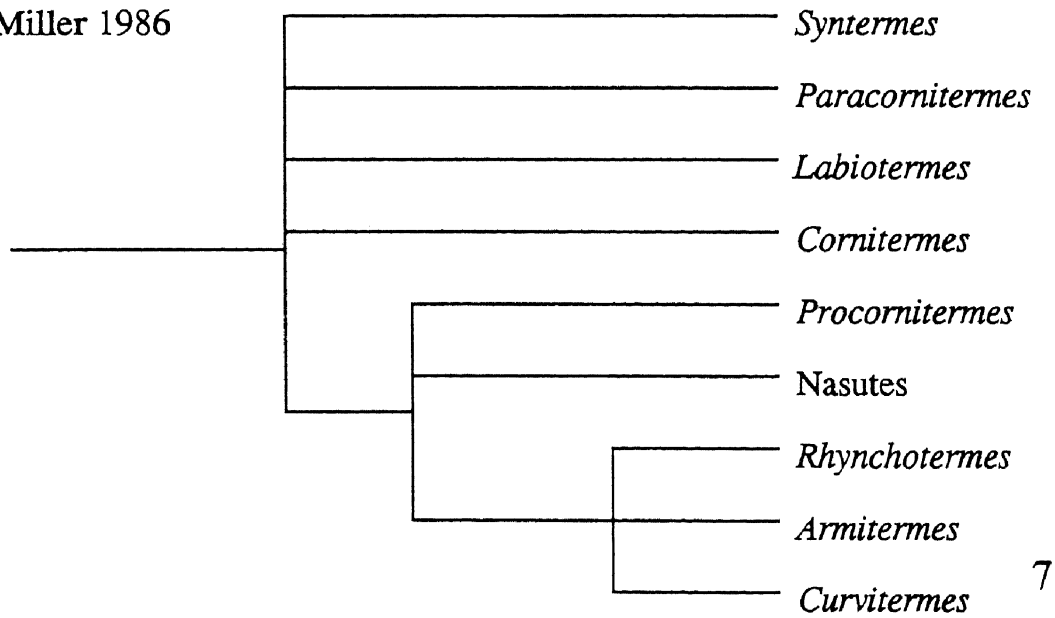 Miller 1986
Syntermes
Paracornitermes
Labiotermes
Cornitermes
Procornitermes
Nasutes
Rhynchotermes
Armitermes
Curvitermes
7